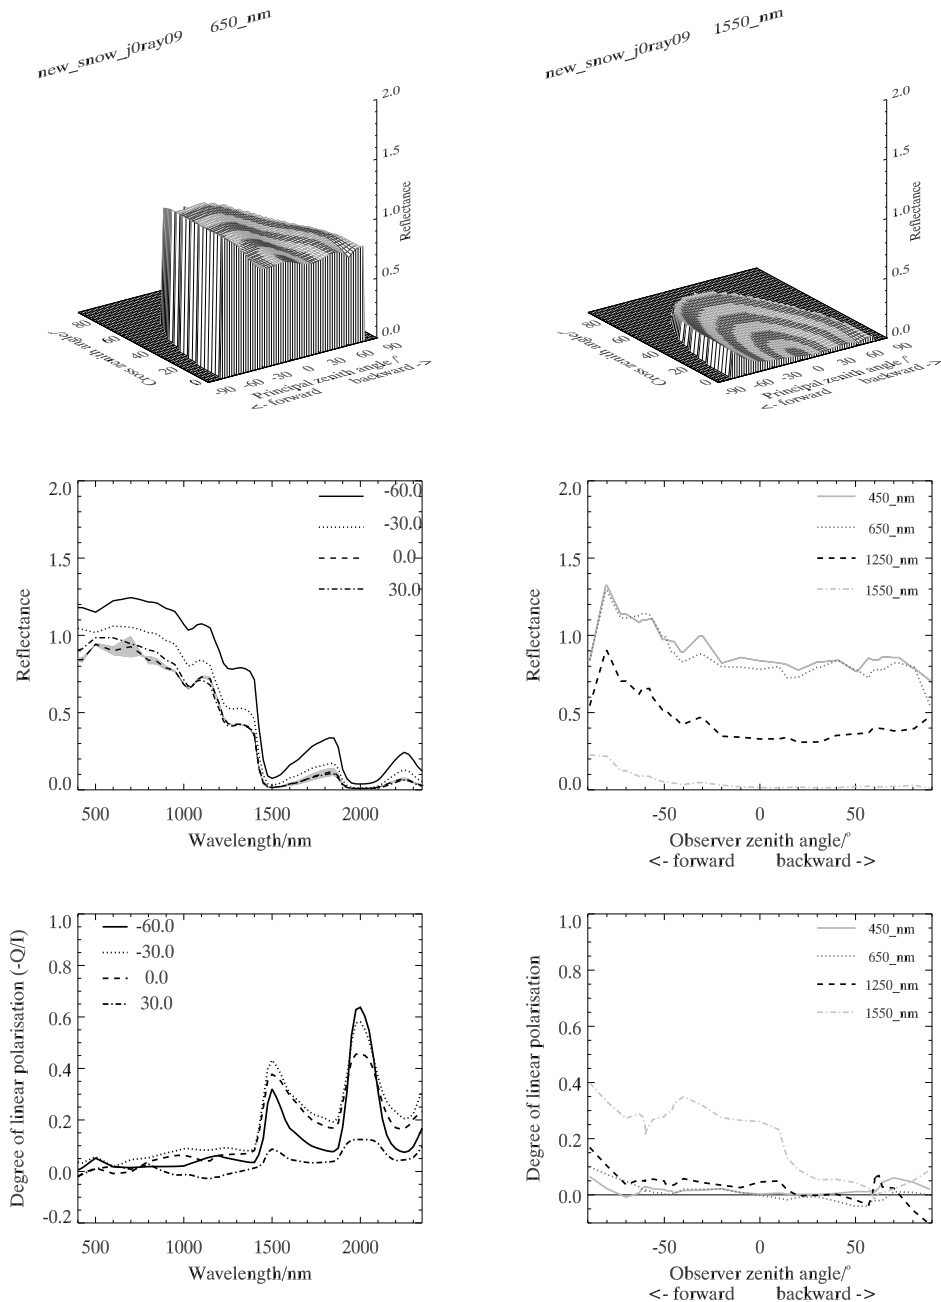 new_snow_j0ray09 650_nm
2.0
1.5
1.0
0.5
0.0
Reflectance
80
60
40
20
0
Cross zenith angle/°
-90 -60 -30 0 30 60 90
Principal zenith angle /°
<- forward backward ->
new_snow_j0ray09 1550_nm
2.0
1.5
1.0
0.5
0.0
Reflectance
80
60
40
20
0
Cross zenith angle/°
-90 -60 -30 0 30 60 90
Principal zenith angle /°
<- forward backward ->
2.0
1.5
1.0
0.5
0.0
Reflectance
-60.0
-30.0
0.0
30.0
500 1000 1500 2000
Wavelength/nm
2.0
1.5
1.0
0.5
0.0
Reflectance
450_nm
650_nm
1250_nm
1550_nm
-50 0 50
Observer zenith angle/°
<- forward backward ->
1.0
0.8
0.6
0.4
0.2
0.0
-0.2
Degree of linear polarisation (-Q/I)
-60.0
-30.0
0.0
30.0
500 1000 1500 2000
Wavelength/nm
1.0
0.8
0.6
0.4
0.2
0.0
Degree of linear polarisation
450_nm
650_nm
1250_nm
1550_nm
-50 0 50
Observer zenith angle/°
<- forward backward ->